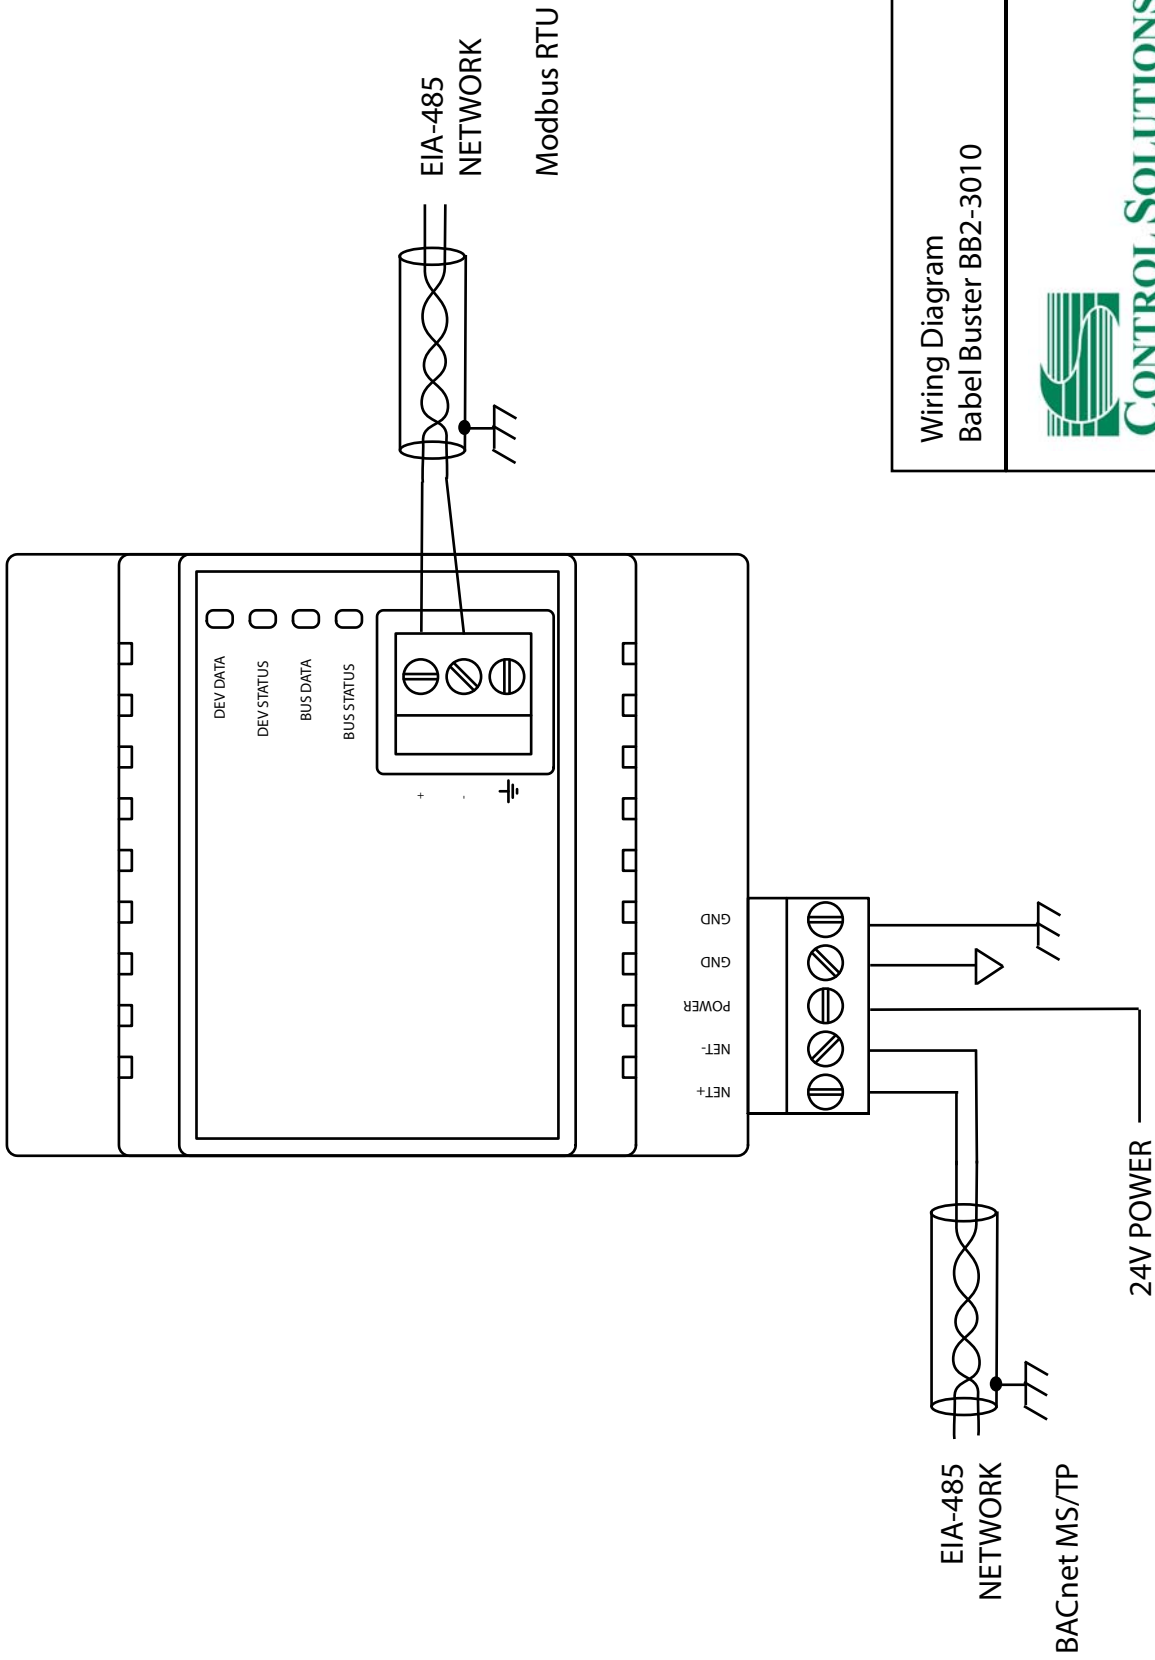 EIA-485
NETWORK
Modbus RTU
DEV DATA
DEV STATUS
BUS DATA
BUS STATUS
+
-
GND
GND
POWER
NET-
NET+
24V POWER
EIA-485
NETWORK
BACnet MS/TP
Wiring Diagram
Babel Buster BB2-3010
CONTROL SOLUTIONS